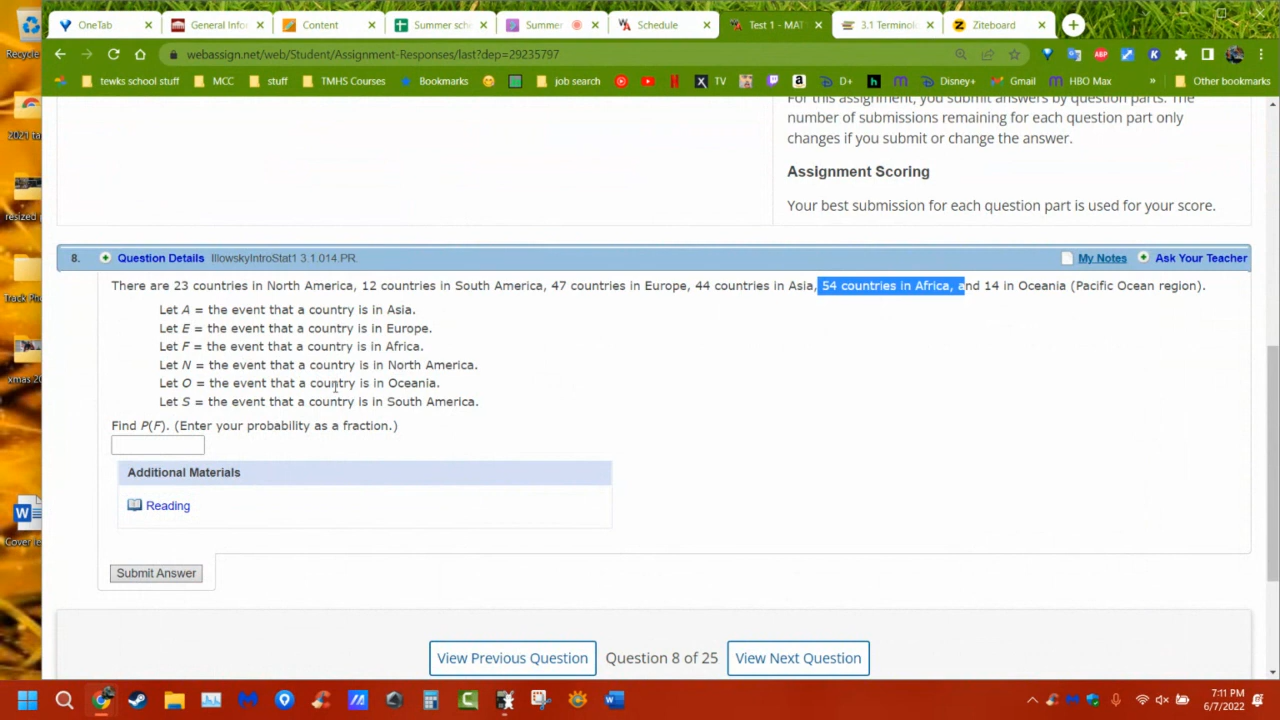 OneTab
General Infor
Content
Summer sch
Summer
Schedule
Test 1 - MAT
3.1 Terminol
Ziteboard
webassign.net/web/Student/Assignment-Responses/last?dep=29235797
tewks school stuff
MCC
stuff
TMHS Courses
Bookmarks
job search
TV
D+
Disney+
Gmail
HBO Max
»
Other bookmarks
Recycle
2021 ta
resized
Track Ph
xmas 20
Cover le
For this assignment, you submit answers by question parts. The
number of submissions remaining for each question part only
changes if you submit or change the answer.
Assignment Scoring
Your best submission for each question part is used for your score.
8. Question Details IllowskyIntroStat1 3.1.014.PR. My Notes Ask Your Teacher
There are 23 countries in North America, 12 countries in South America, 47 countries in Europe, 44 countries in Asia, 54 countries in Africa, and 14 in Oceania (Pacific Ocean region).
Let A = the event that a country is in Asia.
Let E = the event that a country is in Europe.
Let F = the event that a country is in Africa.
Let N = the event that a country is in North America.
Let O = the event that a country is in Oceania.
Let S = the event that a country is in South America.
Find P(F). (Enter your probability as a fraction.)
Additional Materials
Reading
Submit Answer
View Previous Question Question 8 of 25 View Next Question
7:11 PM
6/7/2022